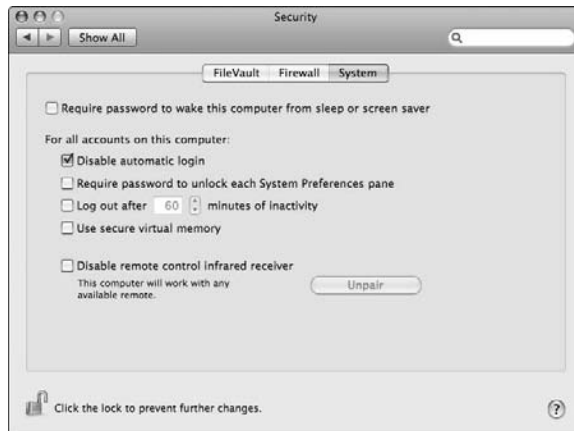 Security
Show All
FileVault Firewall System
Require password to wake this computer from sleep or screen saver
For all accounts on this computer:
Disable automatic login
Require password to unlock each System Preferences pane
Log out after 60 minutes of inactivity
Use secure virtual memory
Disable remote control infrared receiver
This computer will work with any
available remote.
Unpair
Click the lock to prevent further changes.
?